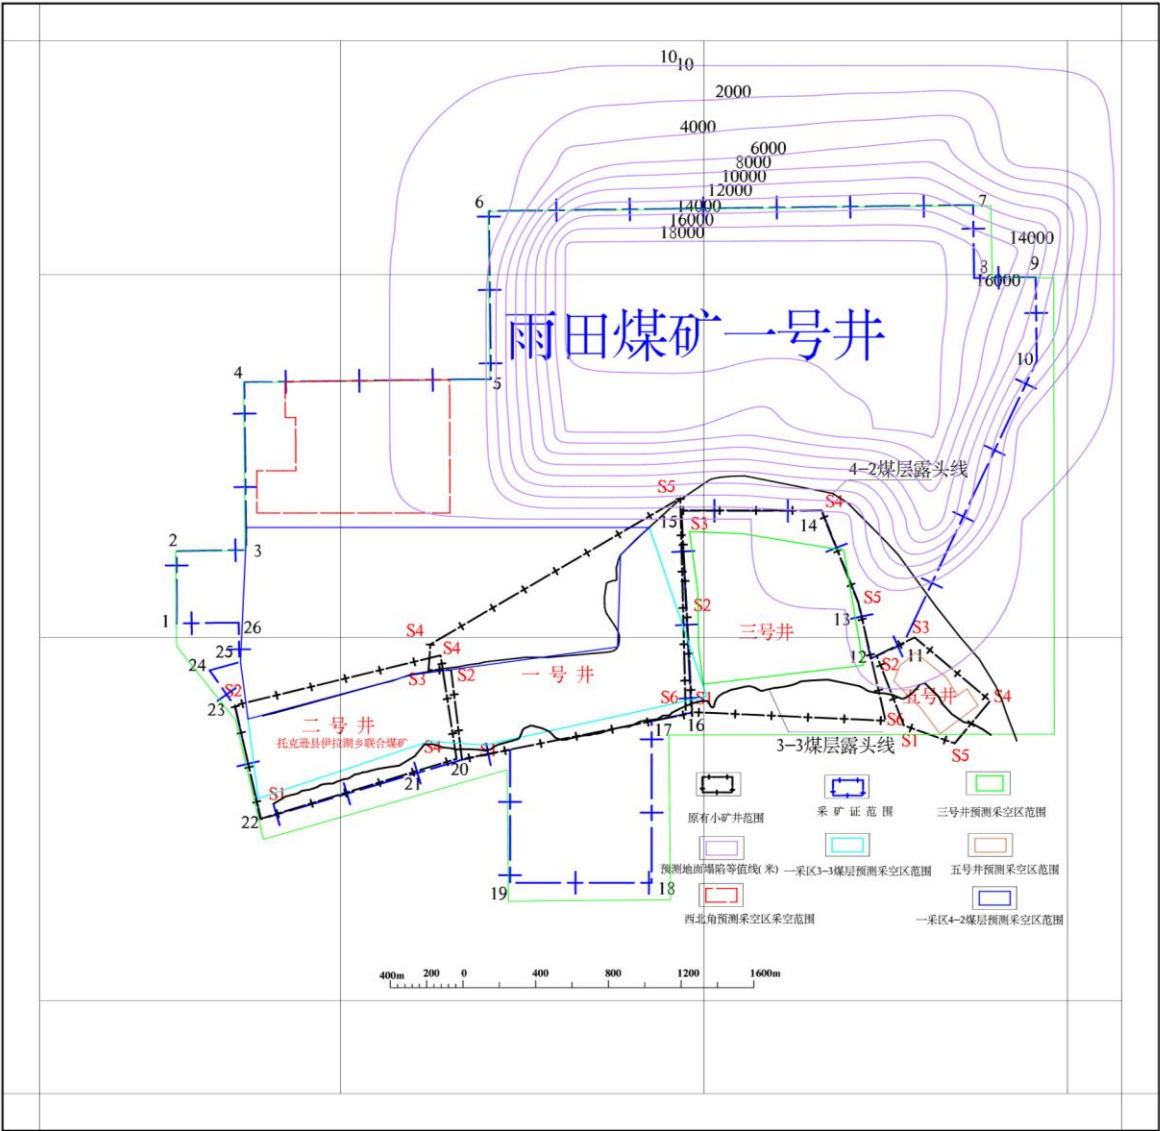 10
10
2000
4000
6000
8000
10000
12000
14000
16000
18000
6
7
14000
8
9
16000
雨田煤矿一号井
10
4
5
4-2煤层露头线
S5
S4
15
S3
14
2
3
S2
S5
1
26
S4
三号井
13
S3
25
S4
12
11
24
S3
S2
一 号 井
S2
S2
S6
S1
五号井
S4
23
二 号 井
17
16
S6
托克逊县伊拉湖乡联合煤矿
S4
S1
3-3煤层露头线
S1
S5
20
21
S1
22
原有小矿井范围
采 矿 证 范 围
三号井预测采空区范围
预测地面塌陷等值线(米)
一采区3-3煤层预测采空区范围
五号井预测采空区范围
19
18
西北角预测采空区采空范围
一采区4-2煤层预测采空区范围
400m 200 0 400 800 1200 1600m